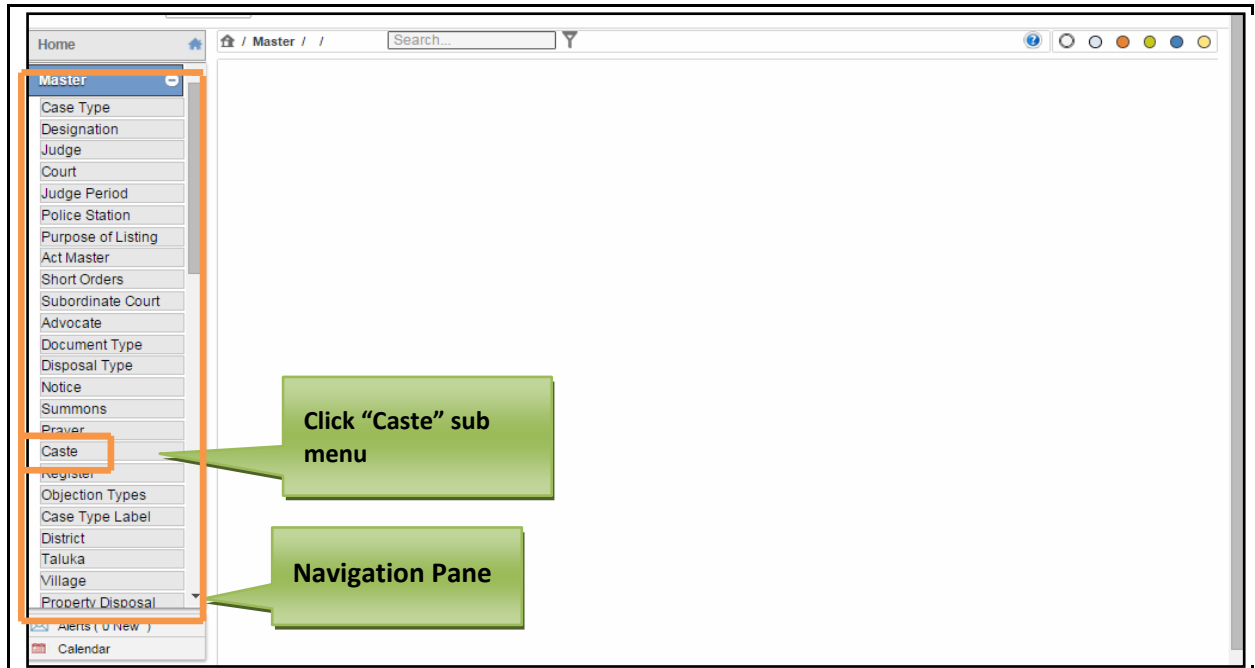 Home
/ Master / /
Search...
Master
Case Type
Designation
Judge
Court
Judge Period
Police Station
Purpose of Listing
Act Master
Short Orders
Subordinate Court
Advocate
Document Type
Disposal Type
Notice
Summons
Prayer
Caste
Register
Objection Types
Case Type Label
District
Taluka
Village
Property Disposal
Alerts ( 0 New )
Calendar
Click “Caste” sub
menu
Navigation Pane